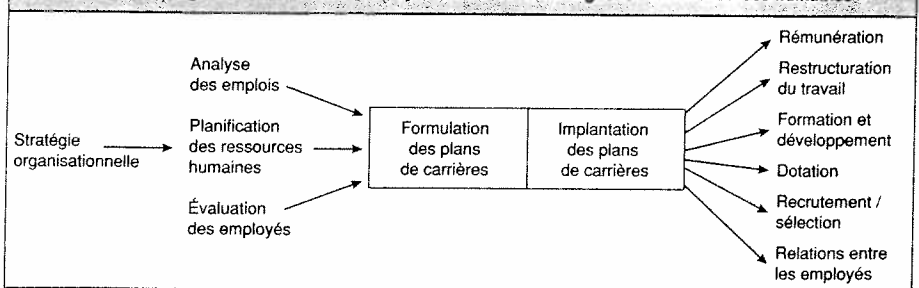 Stratégie
organisationnelle
Analyse
des emplois
Planification
des ressources
humaines
Évaluation
des employés
Formulation
des plans
de carrières
Implantation
des plans
de carrières
Rémunération
Restructuration
du travail
Formation et
développement
Dotation
Recrutement /
sélection
Relations entre
les employés